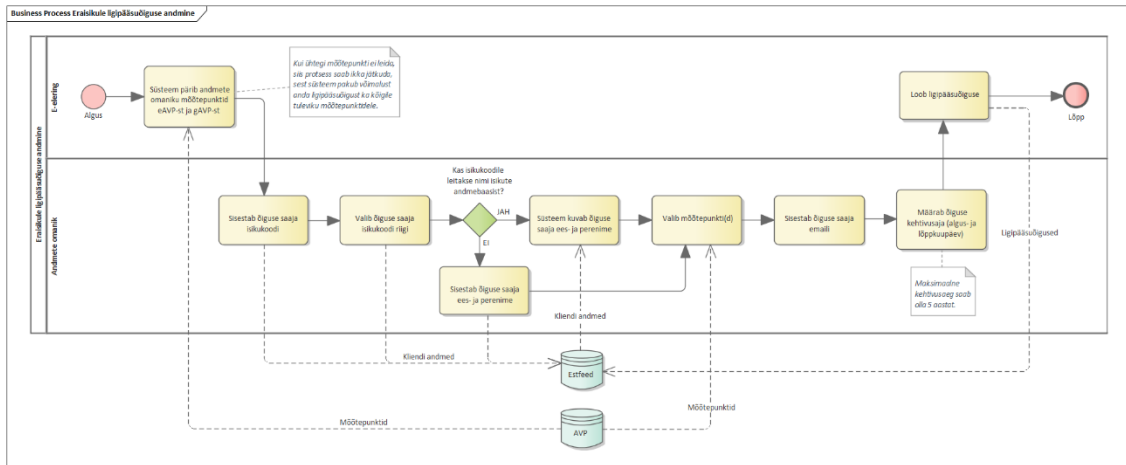 Business Process Eraisikule ligipääsuõiguse andmine
Eraisikule ligipääsuõiguse andmine
E-elering
Algus
Süsteem pärib andmete
omaniku mõõtepunktid
eAVP-st ja gAVP-st
Kui ühtegi mõõtepunkti ei leida,
siis protsess saab ikka jätkuda,
sest süsteem pakub võimalust
anda ligipääsuõigust ka kõigile
tuleviku mõõtepunktidele.
Loob ligipääsuõiguse
Lõpp
Andmete omanik
Sisestab õiguse saaja
isikukoodi
Valib õiguse saaja
isikukoodi riigi
Kas isikukoodile
leitakse nimi isikute
andmebaasist?
JAH
EI
Süsteem kuvab õiguse
saaja ees- ja perenime
Sisestab õiguse saaja
ees- ja perenime
Valib mõõtepunkti(d)
Sisestab õiguse saaja
emaili
Määrab õiguse
kehtivusaja (algus- ja
lõppkuupäev)
Maksimaalne
kehtivusaeg saab
olla 5 aastat.
Ligipääsuõigused
Kliendi andmed
Kliendi andmed
Estfeed
Mõõtepunktid
Mõõtepunktid
AVP